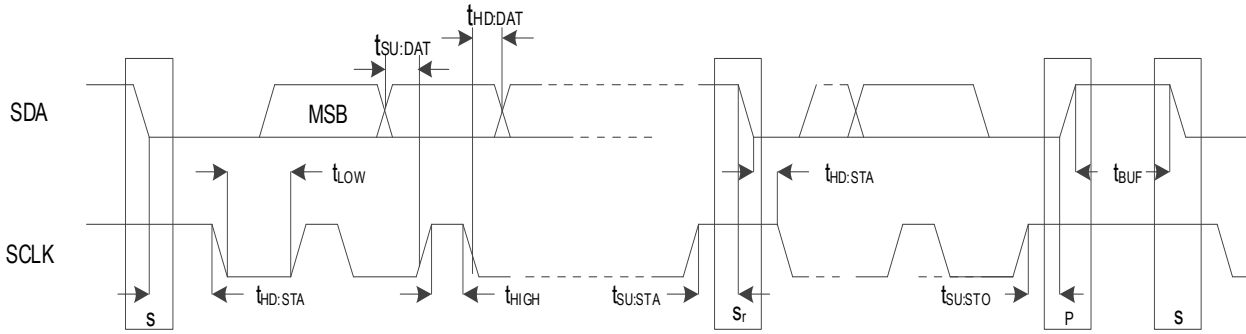 tHD:DAT
tSU:DAT
SDA
MSB
tLOW
tHD:STA
tBUF
SCLK
tHD:STA
tHIGH
tSU:STA
tSU:STO
S
Sr
P
S